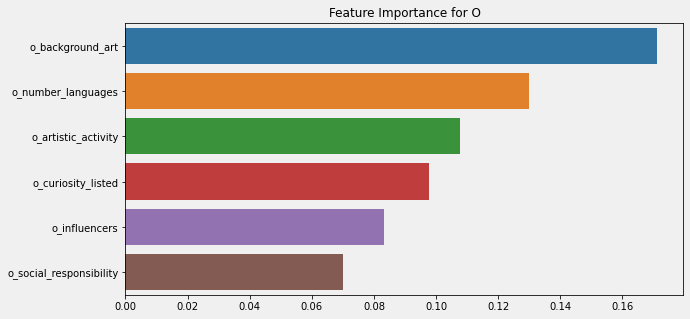 Feature Importance for O
o_background_art
o_number_languages
o_artistic_activity
o_curiosity_listed
o_influencers
o_social_responsibility
0.00 0.02 0.04 0.06 0.08 0.10 0.12 0.14 0.16